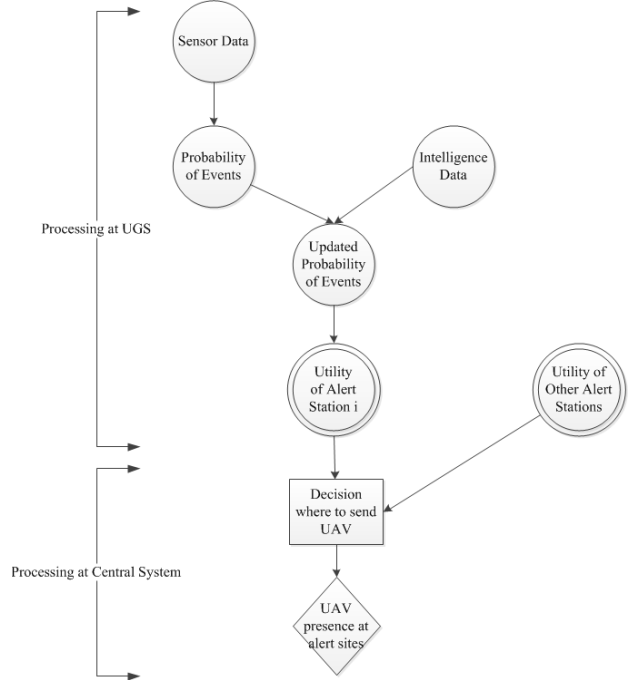 Sensor Data
Probability
of Events
Intelligence
Data
Processing at UGS
Updated
Probability
of Events
Utility
of Alert
Station i
Utility of
Other Alert
Stations
Decision
where to send
UAV
Processing at Central System
UAV
presence at
alert sites